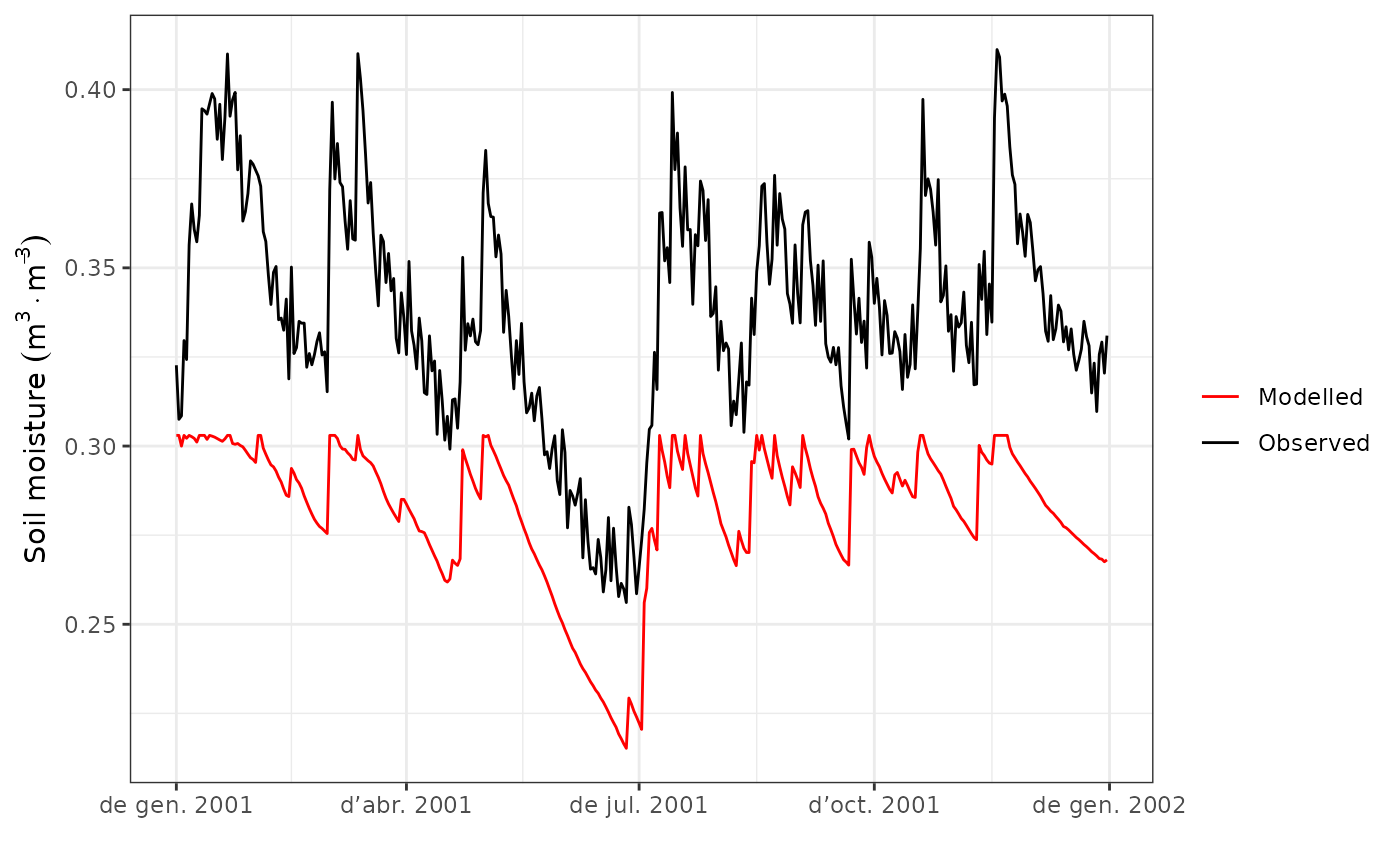 0.40
0.35
0.30
0.25
Soil moisture (m³ · m⁻³)
de gen. 2001 d’abr. 2001 de jul. 2001 d’oct. 2001 de gen. 2002
Modelled
Observed